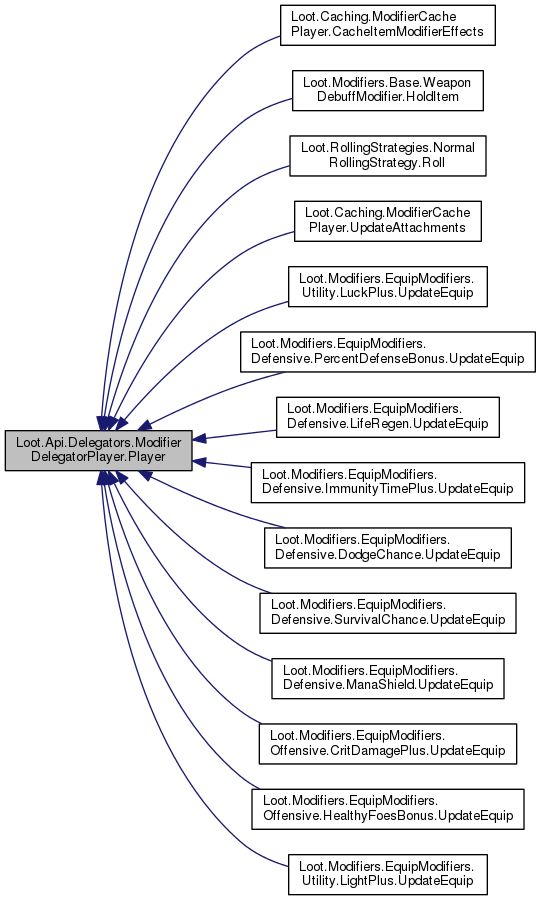 Loot.Caching.ModifierCache
Player.CacheItemModifierEffects
Loot.Modifiers.Base.Weapon
DebuffModifier.HoldItem
Loot.RollingStrategies.Normal
RollingStrategy.Roll
Loot.Caching.ModifierCache
Player.UpdateAttachments
Loot.Modifiers.EquipModifiers.
Utility.LuckPlus.UpdateEquip
Loot.Modifiers.EquipModifiers.
Defensive.PercentDefenseBonus.UpdateEquip
Loot.Modifiers.EquipModifiers.
Defensive.LifeRegen.UpdateEquip
Loot.Api.Delegators.Modifier
DelegatorPlayer.Player
Loot.Modifiers.EquipModifiers.
Defensive.ImmunityTimePlus.UpdateEquip
Loot.Modifiers.EquipModifiers.
Defensive.DodgeChance.UpdateEquip
Loot.Modifiers.EquipModifiers.
Defensive.SurvivalChance.UpdateEquip
Loot.Modifiers.EquipModifiers.
Defensive.ManaShield.UpdateEquip
Loot.Modifiers.EquipModifiers.
Offensive.CritDamagePlus.UpdateEquip
Loot.Modifiers.EquipModifiers.
Offensive.HealthyFoesBonus.UpdateEquip
Loot.Modifiers.EquipModifiers.
Utility.LightPlus.UpdateEquip